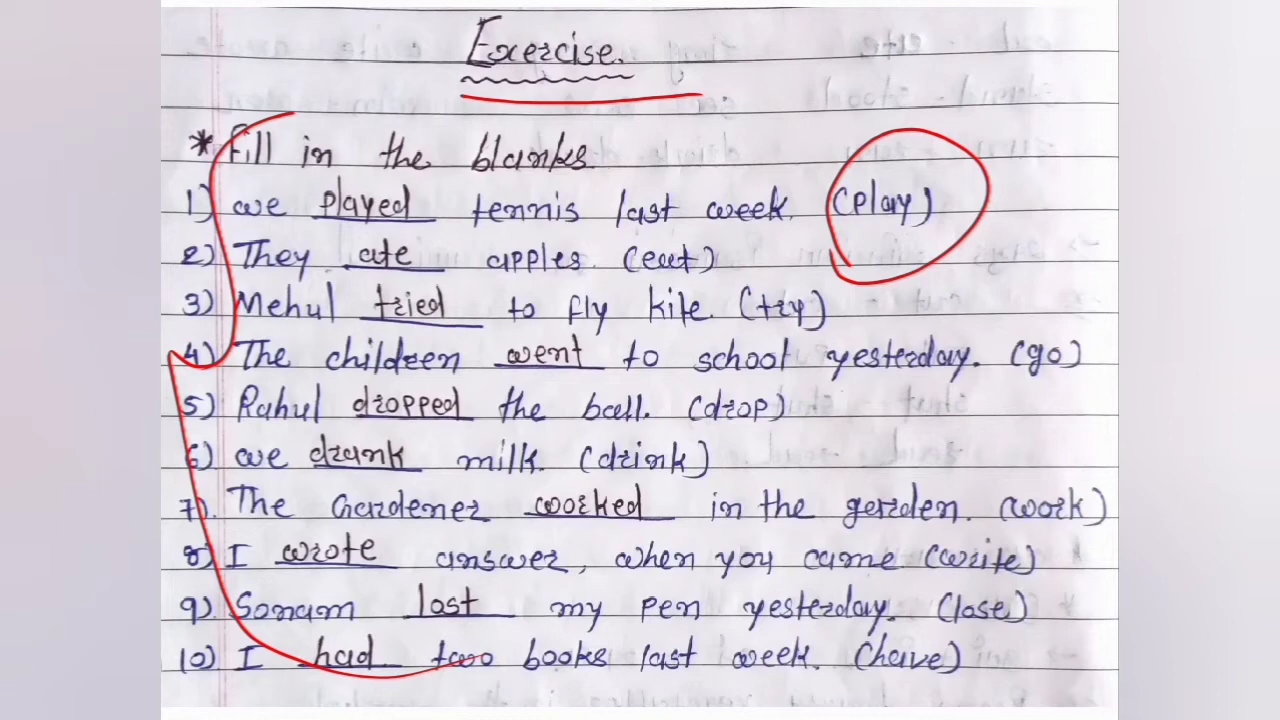 Exercise.
* Fill in the blanks
1) we played tennis last week. (play)
2) They ate apples. (eat)
3) Mehul tried to fly kite. (try)
4) The children went to school yesterday. (go)
5) Rahul dropped the ball. (drop)
6) we drank milk. (drink)
7) The Gardener worked in the garden. (work)
8) I wrote answer, when you came (write)
9) Sonam lost my pen yesterday. (lose)
10) I had two books last week. (have)